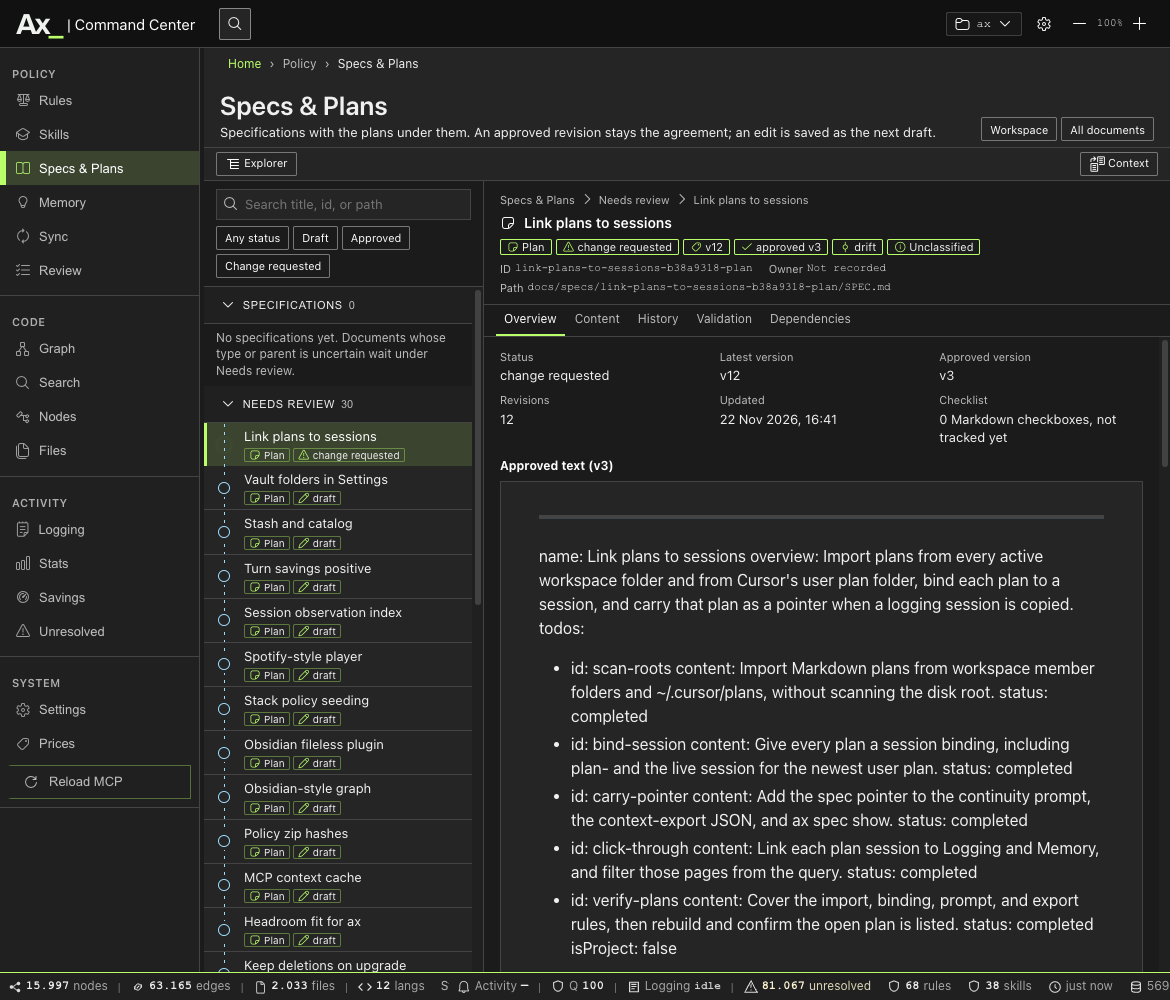 Ax_ | Command Center
ax
100%
POLICY
Rules
Skills
Specs & Plans
Memory
Sync
Review
CODE
Graph
Search
Nodes
Files
ACTIVITY
Logging
Stats
Savings
Unresolved
SYSTEM
Settings
Prices
Reload MCP
Home › Policy › Specs & Plans
Specs & Plans
Specifications with the plans under them. An approved revision stays the agreement; an edit is saved as the next draft.
Workspace
All documents
Explorer
Context
Search title, id, or path
Any status
Draft
Approved
Change requested
SPECIFICATIONS 0
No specifications yet. Documents whose
type or parent is uncertain wait under
Needs review.
NEEDS REVIEW 30
Link plans to sessions
Plan change requested
Vault folders in Settings
Plan draft
Stash and catalog
Plan draft
Turn savings positive
Plan draft
Session observation index
Plan draft
Spotify-style player
Plan draft
Stack policy seeding
Plan draft
Obsidian fileless plugin
Plan draft
Obsidian-style graph
Plan draft
Policy zip hashes
Plan draft
MCP context cache
Plan draft
Headroom fit for ax
Plan draft
Keep deletions on upgrade
Specs & Plans > Needs review > Link plans to sessions
Link plans to sessions
Plan change requested v12 approved v3 drift Unclassified
ID link-plans-to-sessions-b38a9318-plan Owner Not recorded
Path docs/specs/link-plans-to-sessions-b38a9318-plan/SPEC.md
Overview Content History Validation Dependencies
Status Latest version Approved version
change requested v12 v3
Revisions Updated Checklist
12 22 Nov 2026, 16:41 0 Markdown checkboxes, not
tracked yet
Approved text (v3)
name: Link plans to sessions overview: Import plans from every active
workspace folder and from Cursor's user plan folder, bind each plan to a
session, and carry that plan as a pointer when a logging session is copied.
todos:
• id: scan-roots content: Import Markdown plans from workspace member
folders and ~/.cursor/plans, without scanning the disk root. status:
completed
• id: bind-session content: Give every plan a session binding, including
plan- and the live session for the newest user plan. status: completed
• id: carry-pointer content: Add the spec pointer to the continuity prompt,
the context-export JSON, and ax spec show. status: completed
• id: click-through content: Link each plan session to Logging and Memory,
and filter those pages from the query. status: completed
• id: verify-plans content: Cover the import, binding, prompt, and export
rules, then rebuild and confirm the open plan is listed. status: completed
isProject: false
15.997 nodes | 63.165 edges | 2.033 files | 12 langs S Activity — | Q 100 | Logging idle | 81.067 unresolved 68 rules 38 skills just now 569